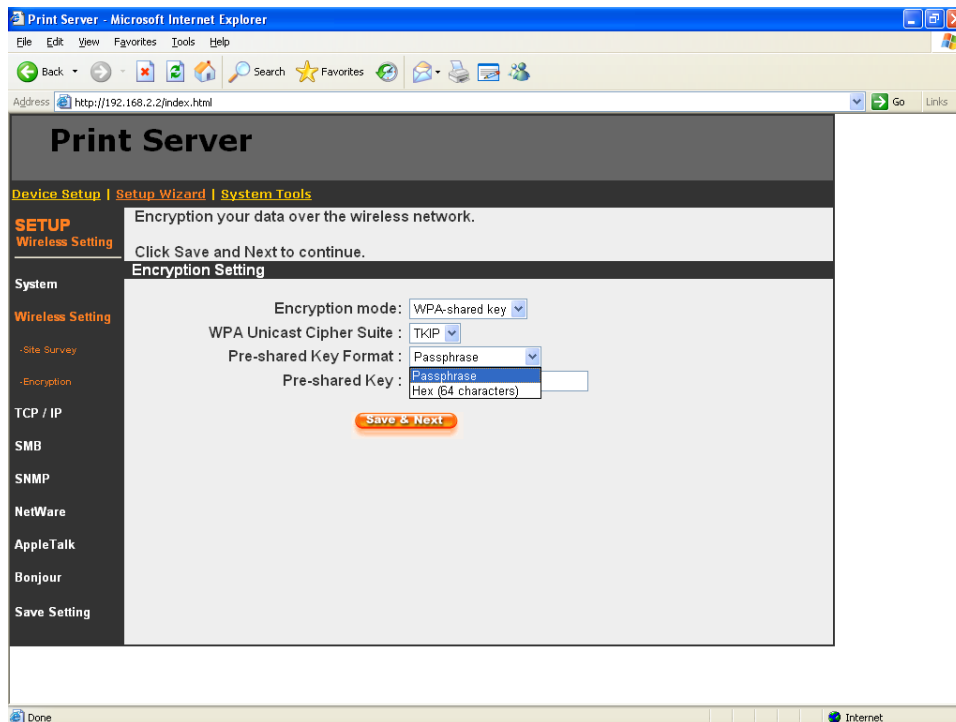 Print Server - Microsoft Internet Explorer
File Edit View Favorites Tools Help
Back Search Favorites
Address http://192.168.2.2/index.html Go Links
Print Server
Device Setup | Setup Wizard | System Tools
SETUP
Wireless Setting
System
Wireless Setting
-Site Survey
-Encryption
TCP / IP
SMB
SNMP
NetWare
AppleTalk
Bonjour
Save Setting
Encryption your data over the wireless network.
Click Save and Next to continue.
Encryption Setting
Encryption mode: WPA-shared key
WPA Unicast Cipher Suite : TKIP
Pre-shared Key Format : Passphrase
Pre-shared Key :
Passphrase
Hex (64 characters)
Save & Next
Done Internet